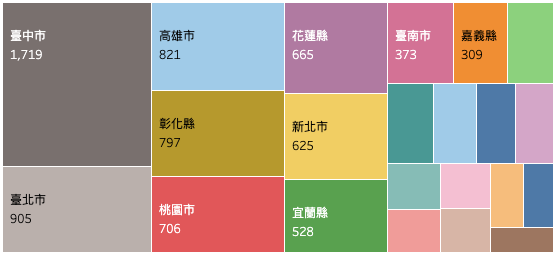 臺中市
1,719
臺北市
905
高雄市
821
彰化縣
797
桃園市
706
花蓮縣
665
新北市
625
宜蘭縣
528
臺南市
373
嘉義縣
309